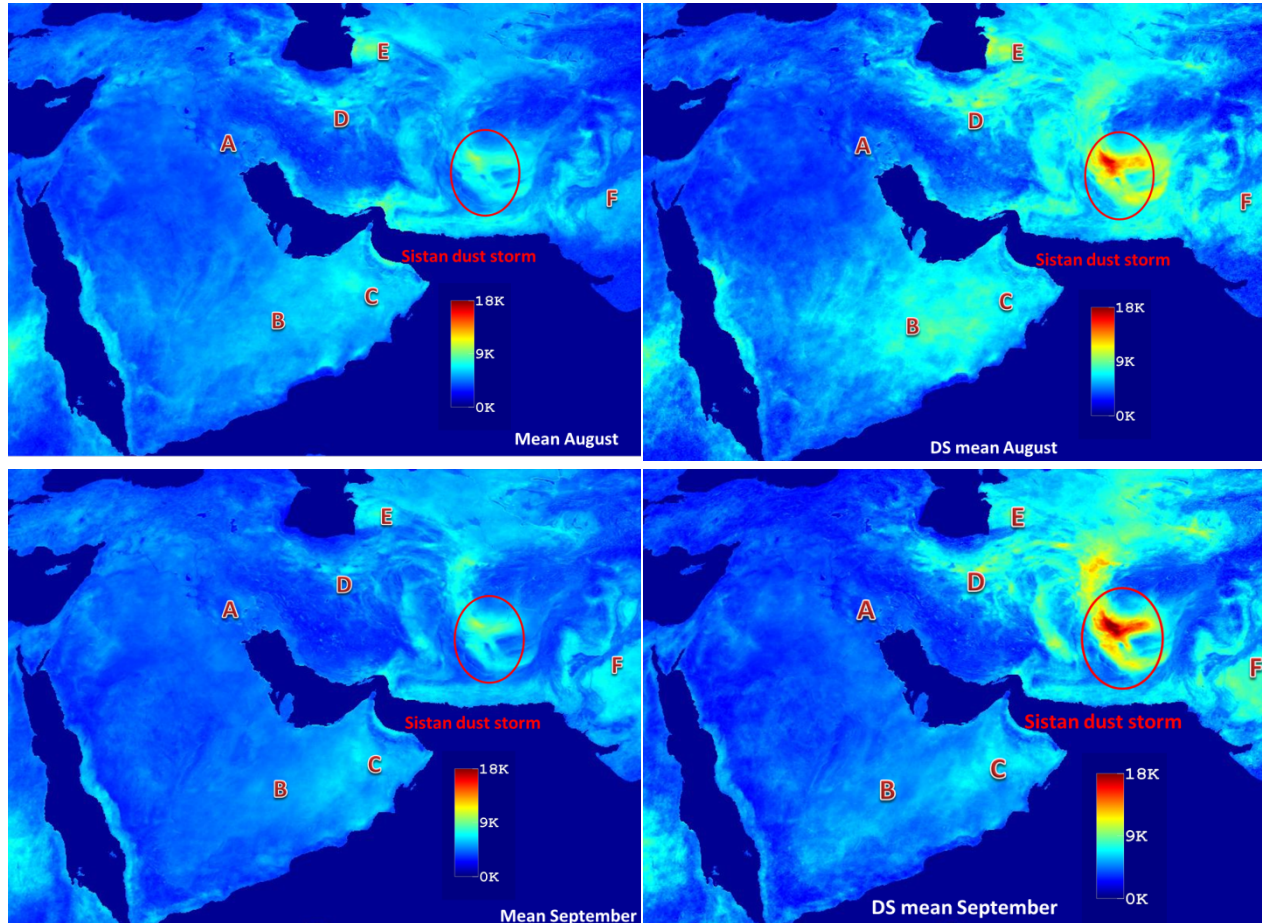 E
D
A
F
Sistan dust storm
C
B
18K
9K
0K
Mean August
E
D
A
F
Sistan dust storm
C
B
18K
9K
0K
DS mean August
E
D
A
F
Sistan dust storm
C
B
18K
9K
0K
Mean September
E
D
A
F
Sistan dust storm
C
B
18K
9K
0K
DS mean September